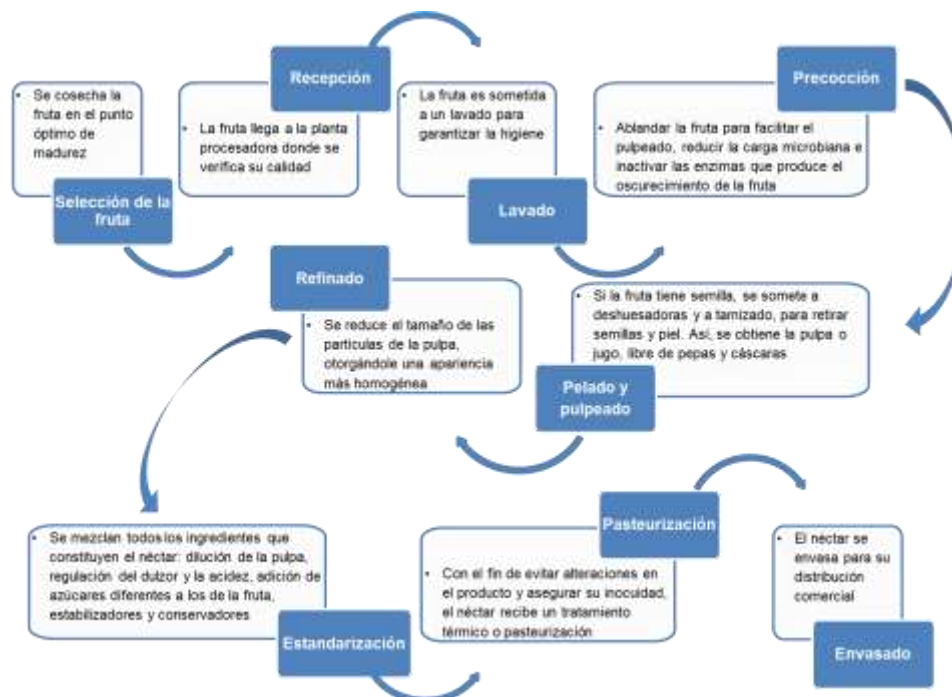 Se cosecha la
fruta en el punto
óptimo de
madurez
Selección de la
fruta
Recepción
La fruta llega a la planta
procesadora donde se
verifica su calidad
La fruta es sometida
a un lavado para
garantizar la higiene
Lavado
Precocción
Ablandar la fruta para facilitar el
pulpeado, reducir la carga microbiana e
inactivar las enzimas que produce el
oscurecimiento de la fruta
Si la fruta tiene semilla, se somete a
deshuesadoras y a tamizado, para retirar
semillas y piel. Así, se obtiene la pulpa o
jugo, libre de pepas y cáscaras
Pelado y
pulpeado
Refinado
Se reduce el tamaño de las
partículas de la pulpa,
otorgándole una apariencia
más homogénea
Se mezclan todos los ingredientes que
constituyen el néctar: dilución de la pulpa,
regulación del dulzor y la acidez, adición de
azúcares diferentes a los de la fruta,
estabilizadores y conservadores
Estandarización
Pasteurización
Con el fin de evitar alteraciones en
el producto y asegurar su inocuidad,
el néctar recibe un tratamiento
térmico o pasteurización
El néctar se
envasa para su
distribución
comercial
Envasado